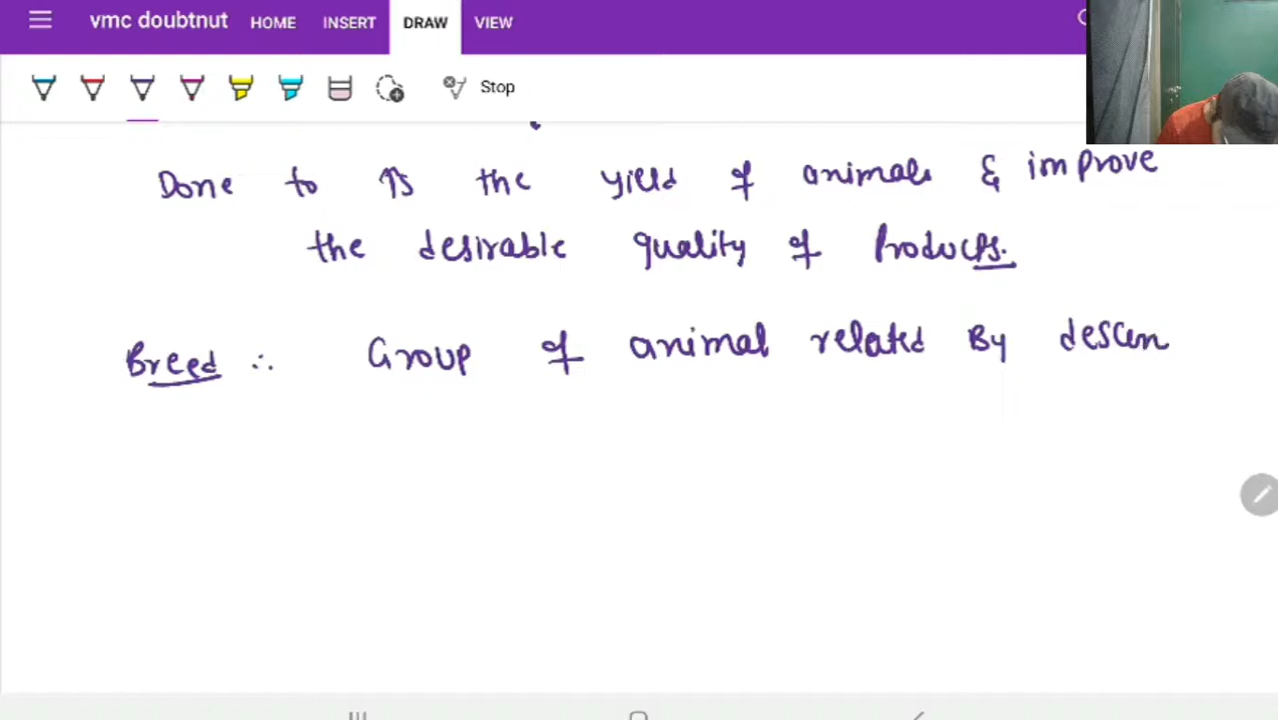 vmc doubtnut HOME INSERT DRAW VIEW
Stop
Done to ↑s the yield of animals & improve
the desirable quality of Products.
Breed :. Group of animal related By descen